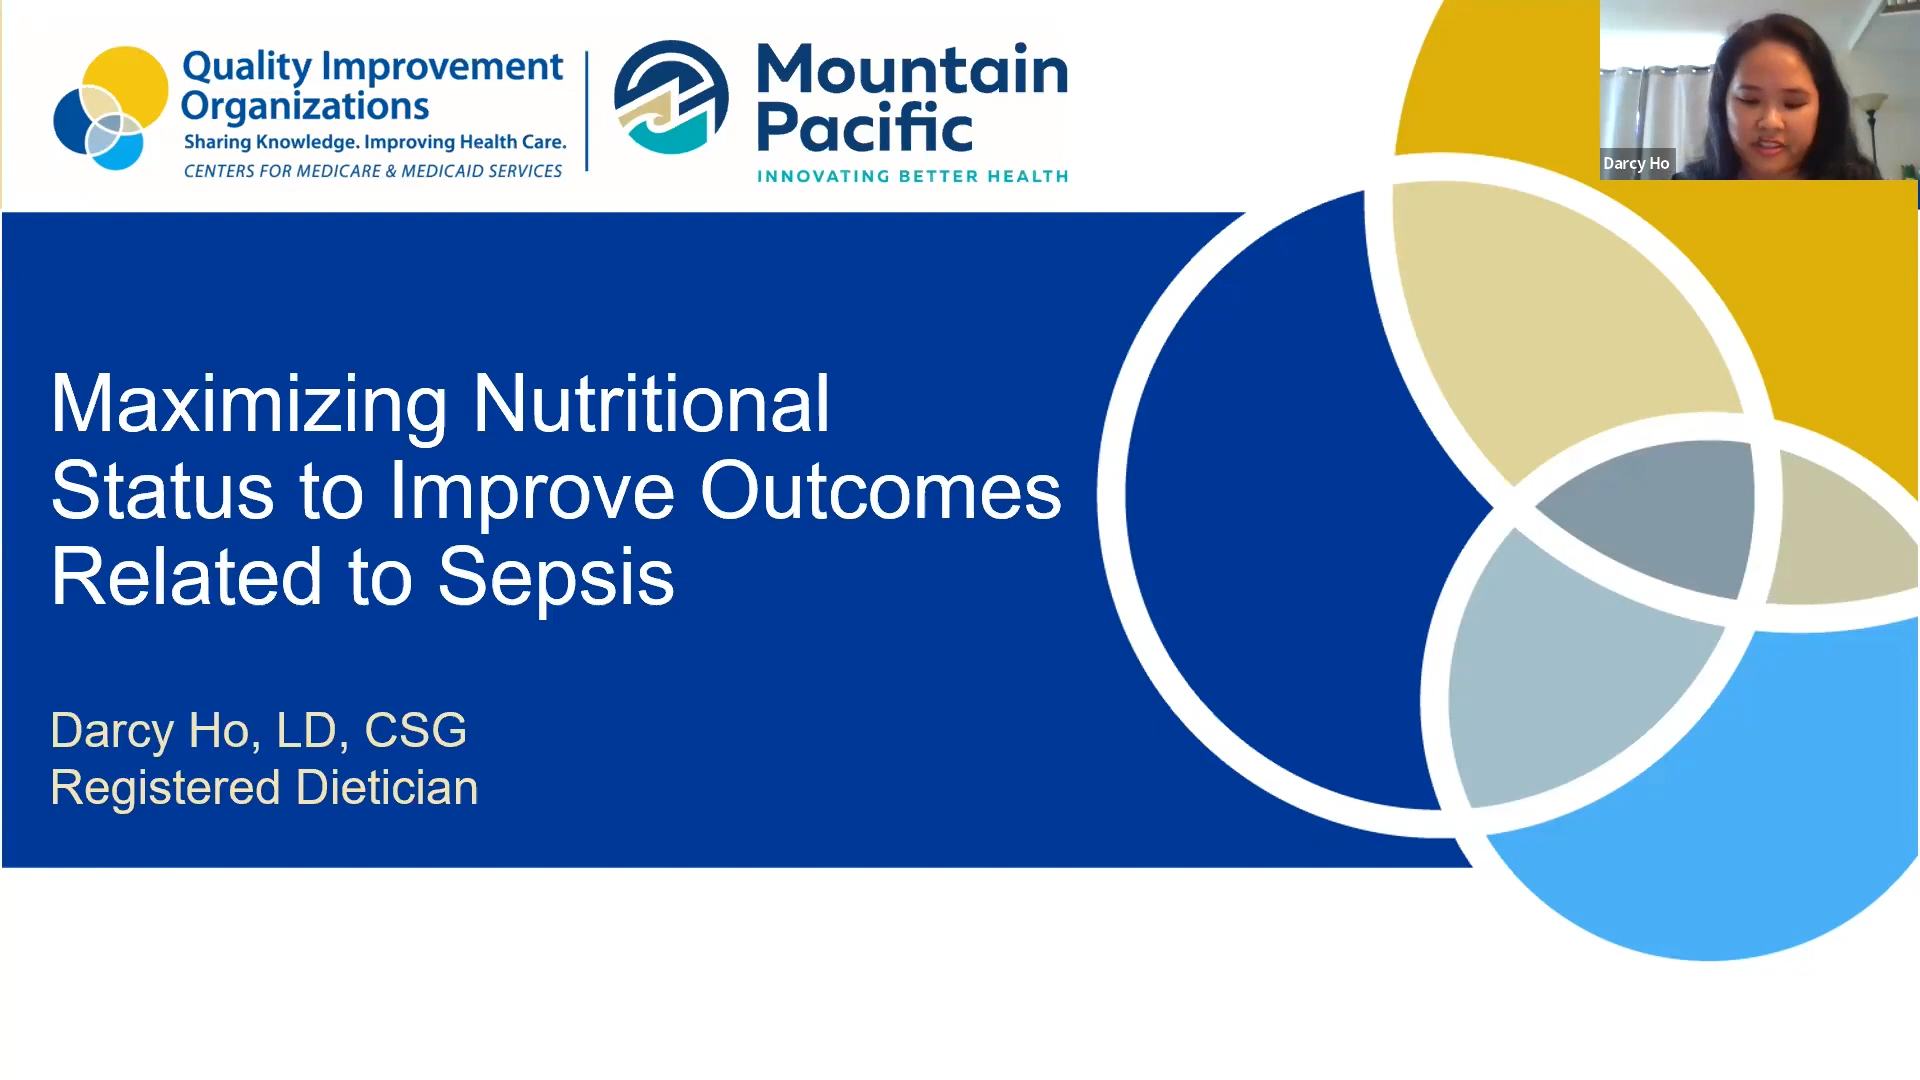 Quality Improvement
Organizations
Sharing Knowledge. Improving Health Care.
CENTERS FOR MEDICARE & MEDICAID SERVICES
Mountain
Pacific
INNOVATING BETTER HEALTH
Darcy Ho
Maximizing Nutritional
Status to Improve Outcomes
Related to Sepsis
Darcy Ho, LD, CSG
Registered Dietician